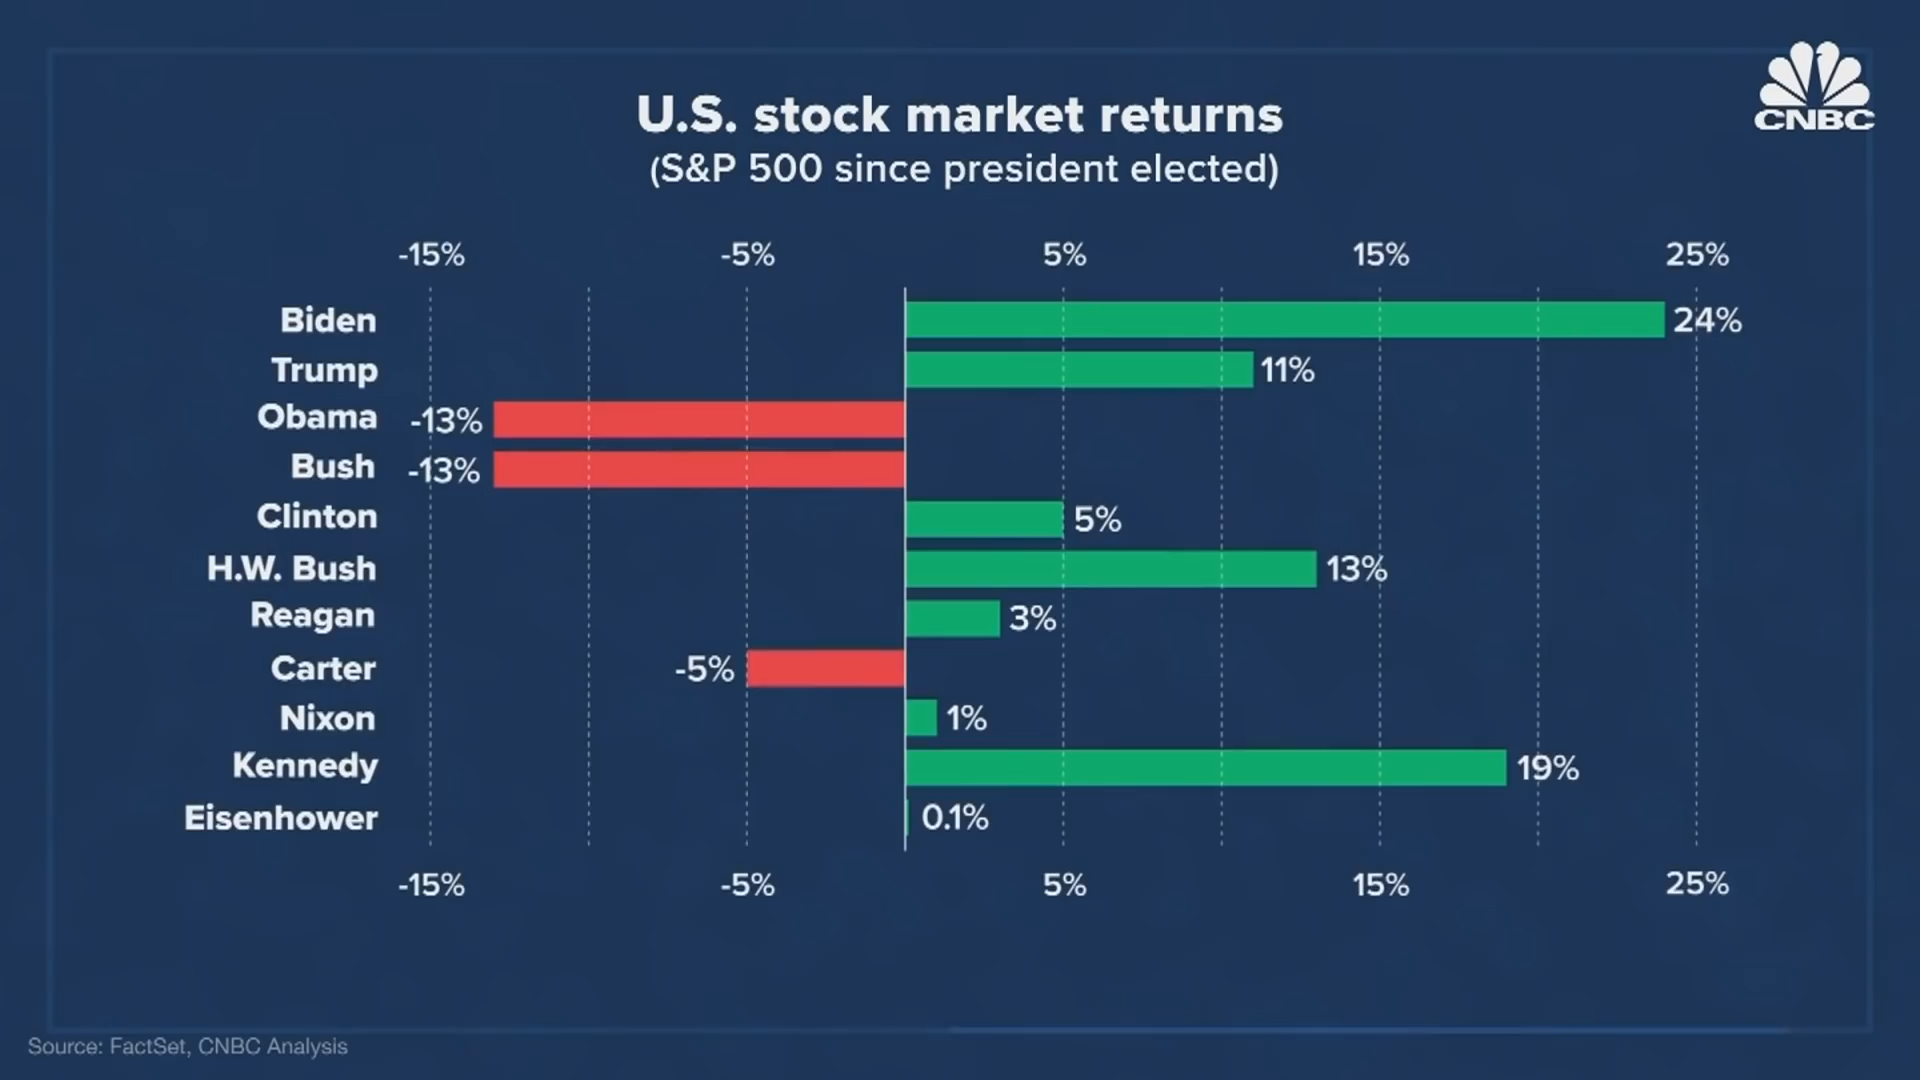 CNBC
U.S. stock market returns
(S&P 500 since president elected)
-15% -5% 5% 15% 25%
Biden 24%
Trump 11%
Obama -13%
Bush -13%
Clinton 5%
H.W. Bush 13%
Reagan 3%
Carter -5%
Nixon 1%
Kennedy 19%
Eisenhower 0.1%
-15% -5% 5% 15% 25%
Source: FactSet, CNBC Analysis